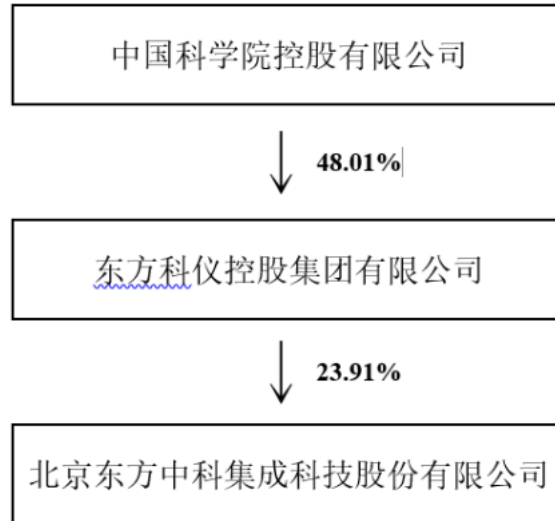 中国科学院控股有限公司
48.01%
东方科仪控股集团有限公司
23.91%
北京东方中科集成科技股份有限公司